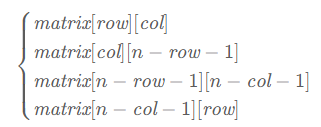 matrix[row][col]
matrix[col][n − row − 1]
matrix[n − row − 1][n − col − 1]
matrix[n − col − 1][row]